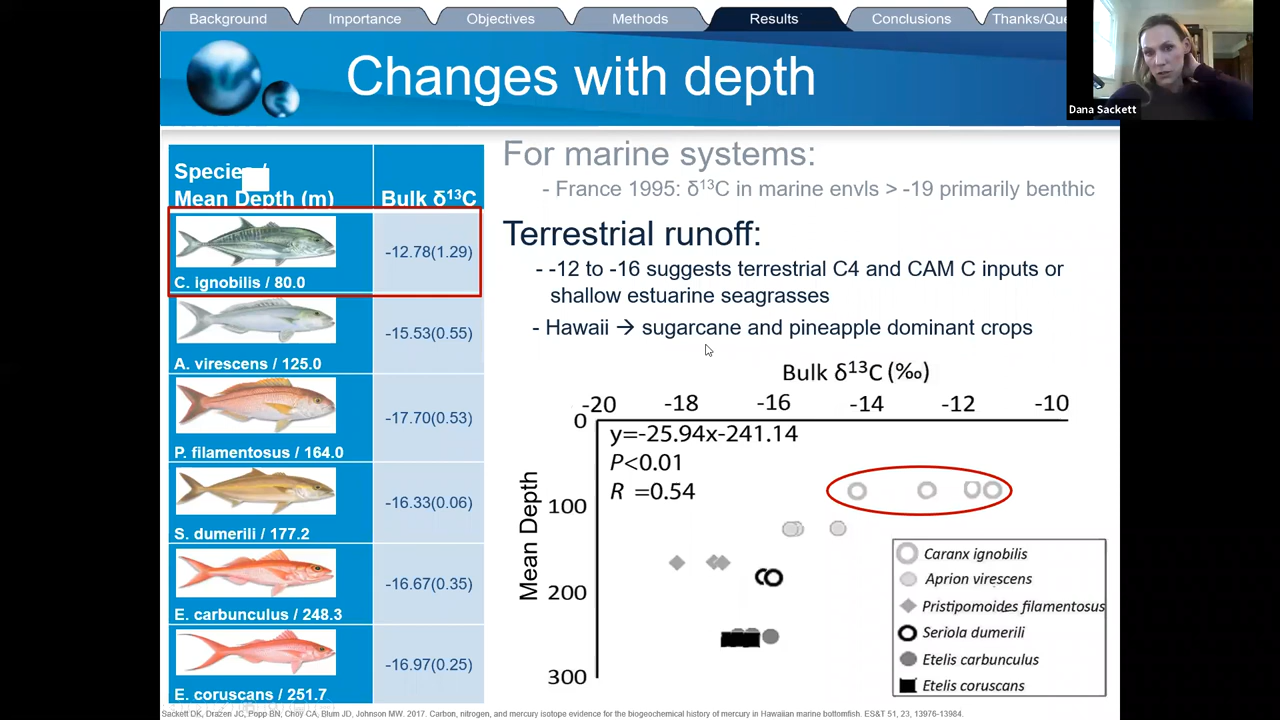 Background
Importance
Objectives
Methods
Results
Conclusions
Thanks/Que
Dana Sackett
Changes with depth
Species /
Mean Depth (m)
Bulk δ¹³C
C. ignobilis / 80.0
-12.78(1.29)
A. virescens / 125.0
-15.53(0.55)
P. filamentosus / 164.0
-17.70(0.53)
S. dumerili / 177.2
-16.33(0.06)
E. carbunculus / 248.3
-16.67(0.35)
E. coruscans / 251.7
-16.97(0.25)
For marine systems:
- France 1995: δ¹³C in marine envls > -19 primarily benthic
Terrestrial runoff:
- -12 to -16 suggests terrestrial C4 and CAM C inputs or
shallow estuarine seagrasses
- Hawaii → sugarcane and pineapple dominant crops
Bulk δ¹³C (‰)
-20 -18 -16 -14 -12 -10
0
y=-25.94x-241.14
P<0.01
R =0.54
100
200
300
Mean Depth
Caranx ignobilis
Aprion virescens
Pristipomoides filamentosus
Seriola dumerili
Etelis carbunculus
Etelis coruscans
Sackett DK, Drazen JC, Popp BN, Choy CA, Blum JD, Johnson MW. 2017. Carbon, nitrogen, and mercury isotope evidence for the biogeochemical history of mercury in Hawaiian marine bottomfish. ES&T 51, 23, 13976-13984.